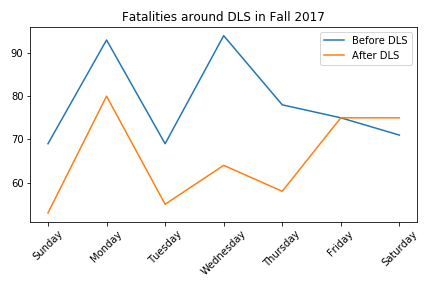 Fatalities around DLS in Fall 2017
Before DLS
After DLS
90
80
70
60
Sunday
Monday
Tuesday
Wednesday
Thursday
Friday
Saturday